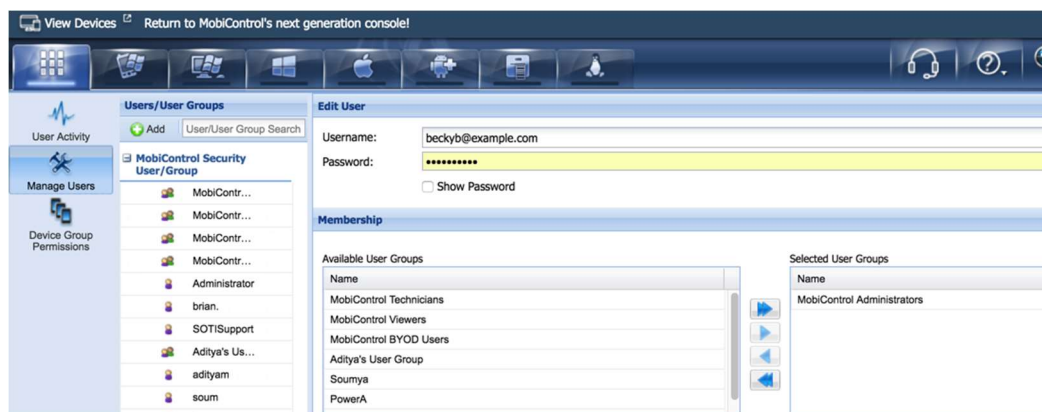 View Devices Return to MobiControl's next generation console!
User Activity
Manage Users
Device Group
Permissions
Users/User Groups
Add User/User Group Search
MobiControl Security
User/Group
MobiContr...
MobiContr...
MobiContr...
MobiContr...
Administrator
brian.
SOTISupport
Aditya's Us...
adityam
soum
Edit User
Username: beckyb@example.com
Password: ••••••••••
Show Password
Membership
Available User Groups
Name
MobiControl Technicians
MobiControl Viewers
MobiControl BYOD Users
Aditya's User Group
Soumya
PowerA
Selected User Groups
Name
MobiControl Administrators